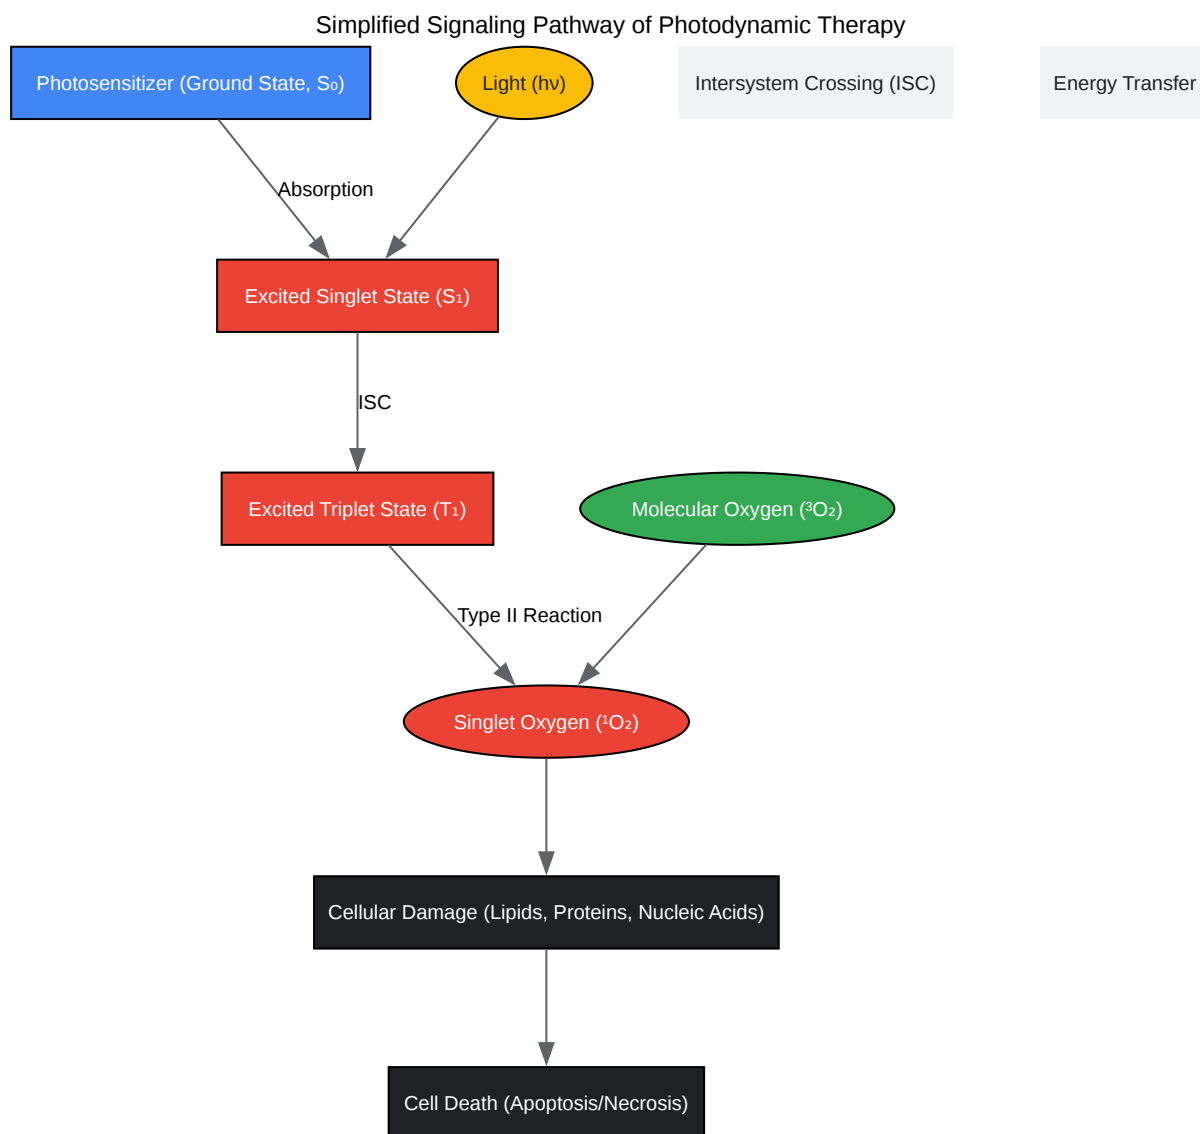 Simplified Signaling Pathway of Photodynamic Therapy
Photosensitizer (Ground State, S₀)
Light (hν)
Intersystem Crossing (ISC)
Energy Transfer
Absorption
Excited Singlet State (S₁)
ISC
Excited Triplet State (T₁)
Molecular Oxygen (³O₂)
Type II Reaction
Singlet Oxygen (¹O₂)
Cellular Damage (Lipids, Proteins, Nucleic Acids)
Cell Death (Apoptosis/Necrosis)